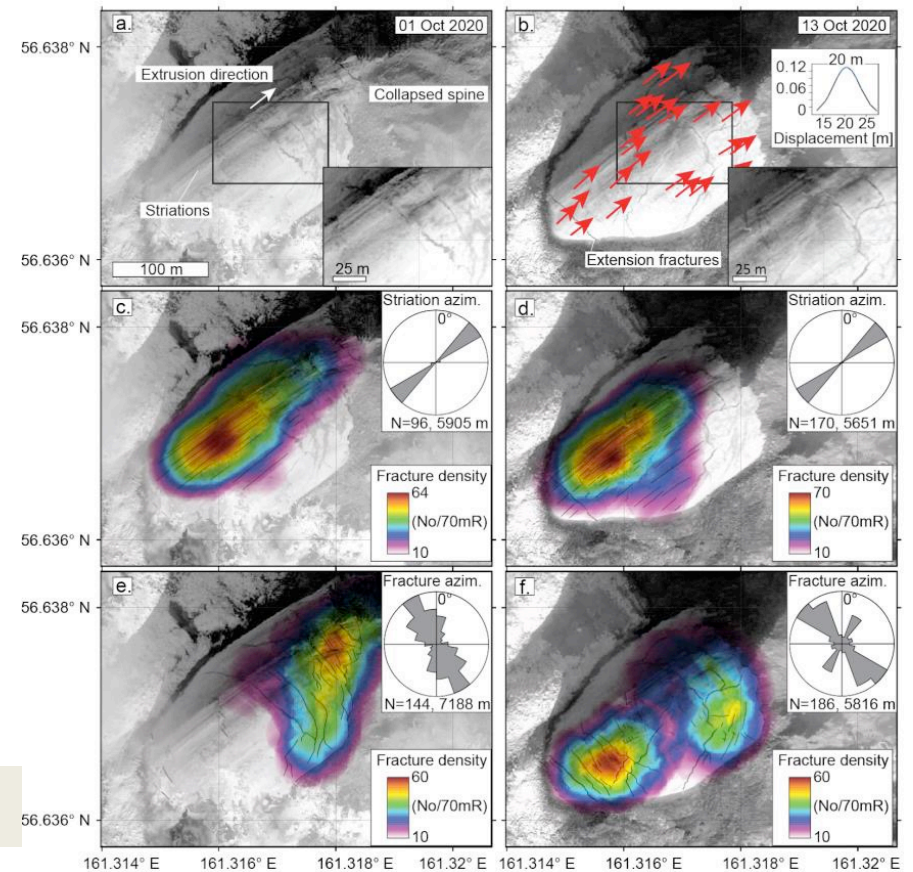 a.
01 Oct 2020
56.638° N
Extrusion direction
Collapsed spine
Striations
56.636° N
100 m
25 m
b.
13 Oct 2020
20 m
0.12
0.06
0
15 20 25
Displacement [m]
Extension fractures
25 m
c.
Striation azim.
0°
56.638° N
N=96, 5905 m
Fracture density
64
(No/70mR)
10
56.636° N
d.
Striation azim.
0°
N=170, 5651 m
Fracture density
70
(No/70mR)
10
e.
Fracture azim.
0°
56.638° N
N=144, 7188 m
Fracture density
60
(No/70mR)
10
56.636° N
f.
Fracture azim.
0°
N=186, 5816 m
Fracture density
60
(No/70mR)
10
161.314° E 161.316° E 161.318° E 161.32° E
161.314° E 161.316° E 161.318° E 161.32° E